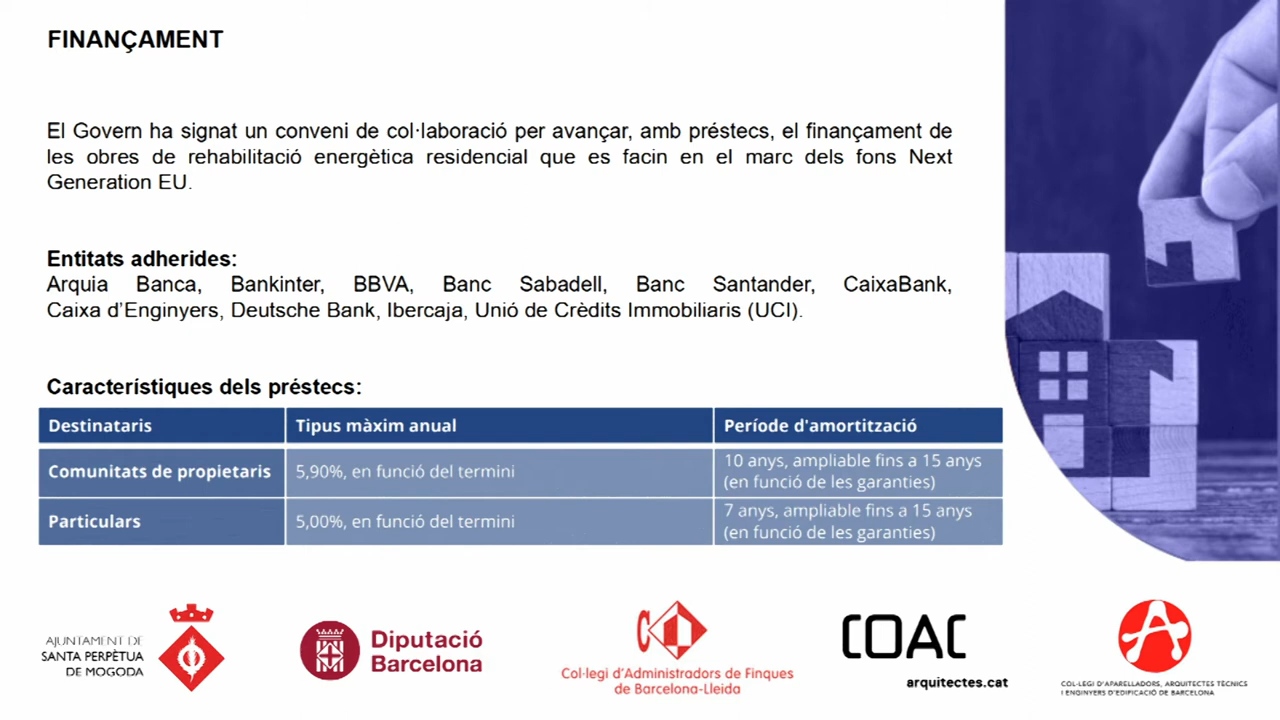 FINANÇAMENT
El Govern ha signat un conveni de col·laboració per avançar, amb préstecs, el finançament de
les obres de rehabilitació energètica residencial que es facin en el marc dels fons Next
Generation EU.
Entitats adherides:
Arquia Banca, Bankinter, BBVA, Banc Sabadell, Banc Santander, CaixaBank,
Caixa d'Enginyers, Deutsche Bank, Ibercaja, Unió de Crèdits Immobiliaris (UCI).
Característiques dels préstecs:
Destinataris Tipus màxim anual Període d'amortització
Comunitats de propietaris 5,90%, en funció del termini 10 anys, ampliable fins a 15 anys
(en funció de les garanties)
Particulars 5,00%, en funció del termini 7 anys, ampliable fins a 15 anys
(en funció de les garanties)
AJUNTAMENT DE
SANTA PERPÈTUA
DE MOGODA
Diputació
Barcelona
Col·legi d'Administradors de Finques
de Barcelona-Lleida
COAC
arquitectes.cat
COL·LEGI D'APARELLADORS, ARQUITECTES TÈCNICS
I ENGINYERS D'EDIFICACIÓ DE BARCELONA